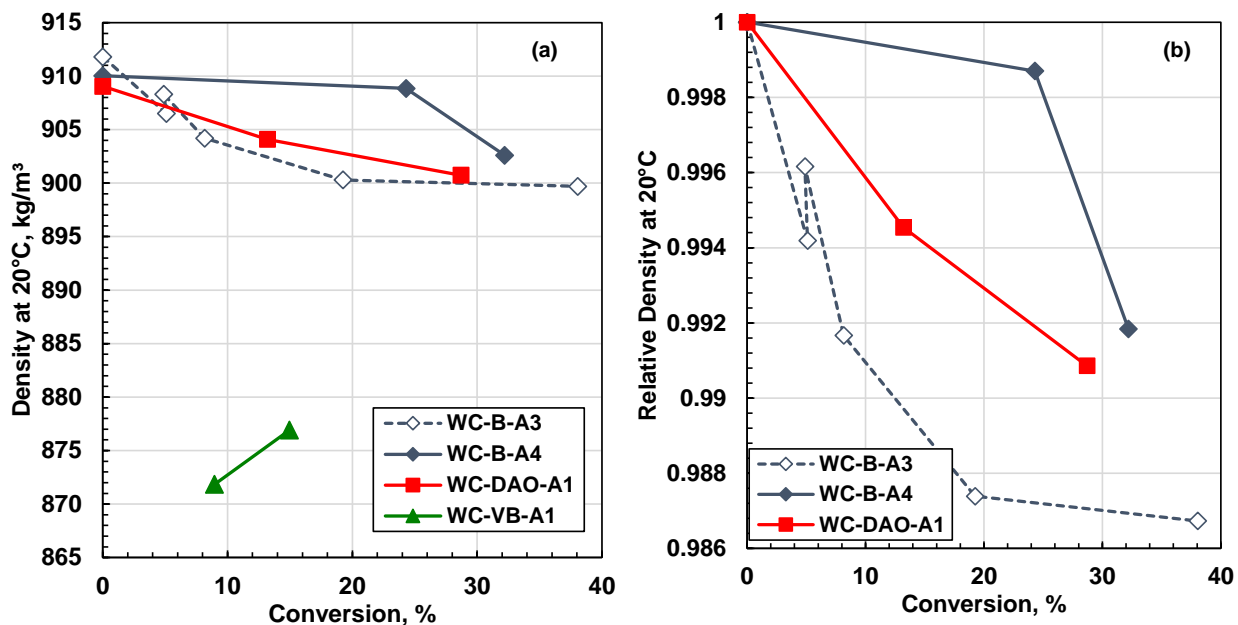 (a)
Density at 20°C, kg/m³
915
910
905
900
895
890
885
880
875
870
865
WC-B-A3
WC-B-A4
WC-DAO-A1
WC-VB-A1
0 10 20 30 40
Conversion, %
(b)
Relative Density at 20°C
1
0.998
0.996
0.994
0.992
0.99
0.988
0.986
WC-B-A3
WC-B-A4
WC-DAO-A1
0 10 20 30 40
Conversion, %